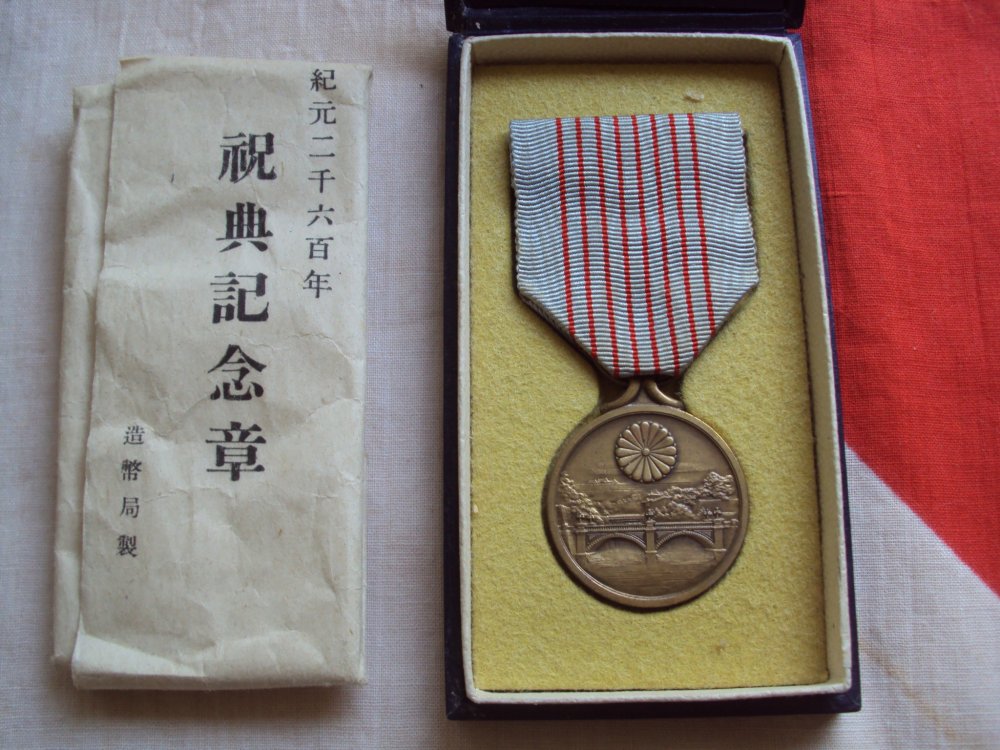 紀元二千六百年
祝典記念章
造幣局製